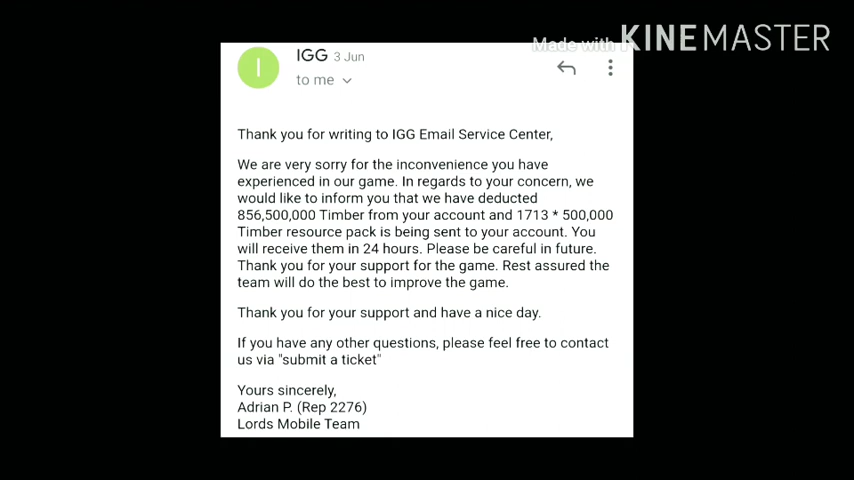 Made with KINEMASTER
IGG 3 Jun
to me
I
Thank you for writing to IGG Email Service Center,
We are very sorry for the inconvenience you have
experienced in our game. In regards to your concern, we
would like to inform you that we have deducted
856,500,000 Timber from your account and 1713 * 500,000
Timber resource pack is being sent to your account. You
will receive them in 24 hours. Please be careful in future.
Thank you for your support for the game. Rest assured the
team will do the best to improve the game.
Thank you for your support and have a nice day.
If you have any other questions, please feel free to contact
us via "submit a ticket"
Yours sincerely,
Adrian P. (Rep 2276)
Lords Mobile Team